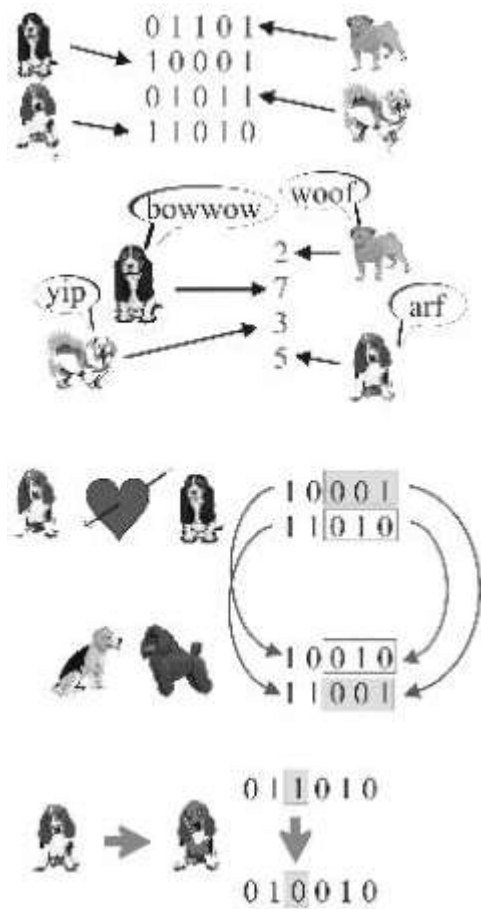 0 1 1 0 1
1 0 0 0 1
0 1 0 1 1
1 1 0 1 0
bowwow
woof
2
7
yip
3
arf
5
1 0 0 0 1
1 1 0 1 0
1 0 0 1 0
1 1 0 0 1
0 1 1 0 1 0
0 1 0 0 1 0